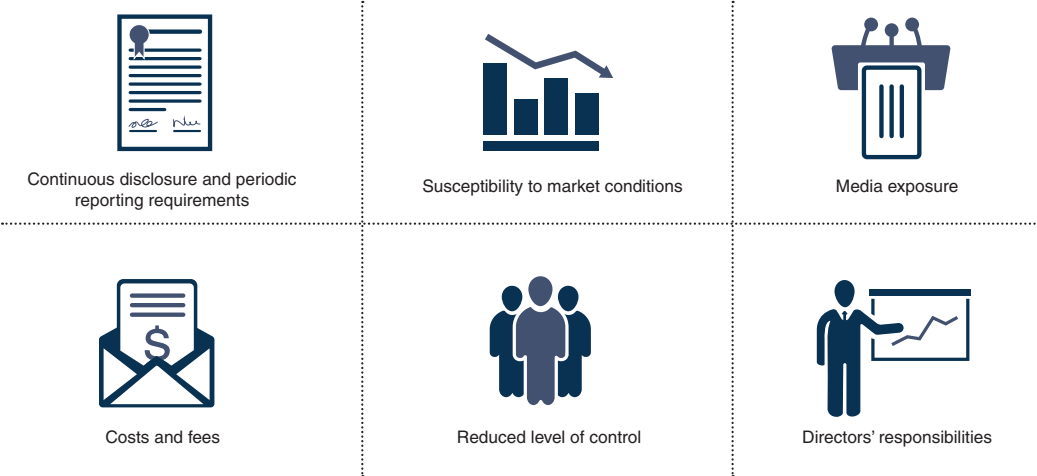 Continuous disclosure and periodic
reporting requirements
Susceptibility to market conditions
Media exposure
$
Costs and fees
Reduced level of control
Directors' responsibilities